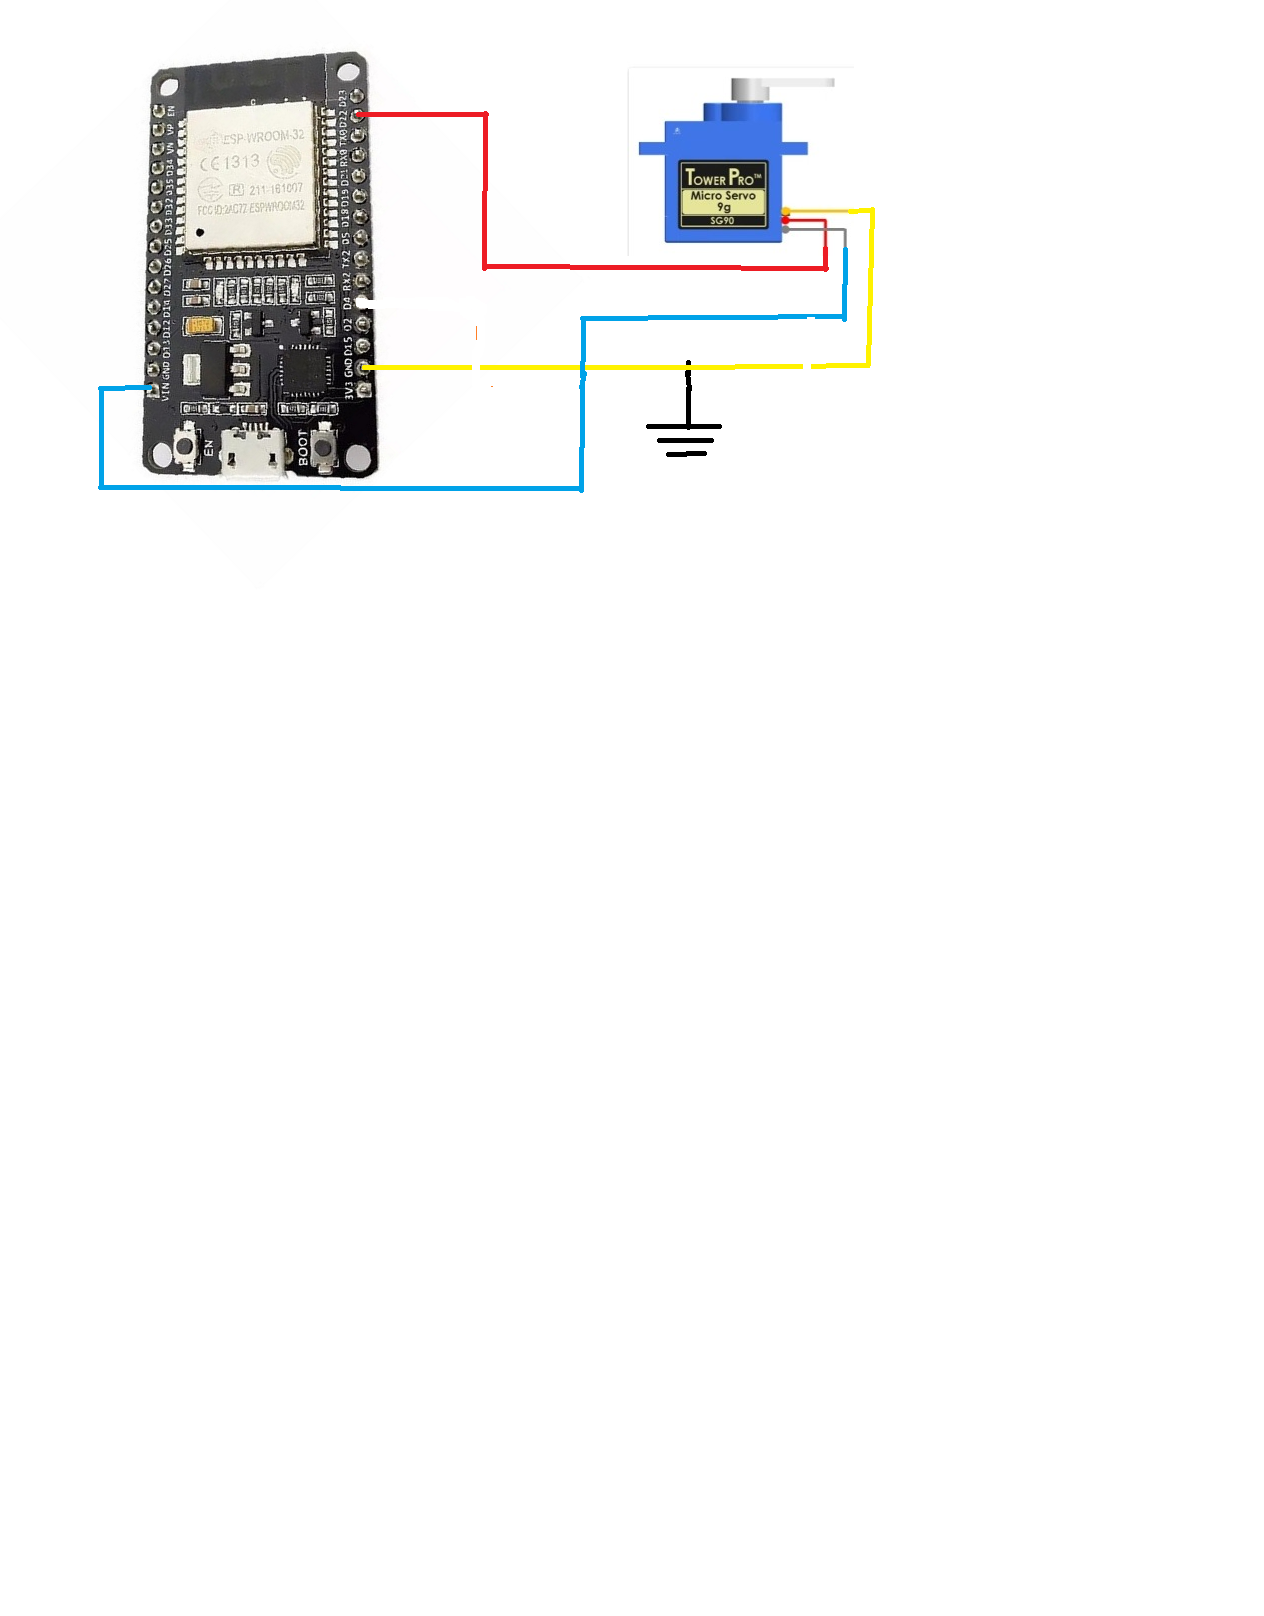 EN
VP
VN
D34
D35
D32
D33
D25
D26
D27
D14
D12
D13
GND
VIN
D23
D22
TX0
RX0
D21
D19
D18
D5
TX2
RX2
D4
D2
D15
GND
3V3
ESP-WROOM-32
CE1313
R 211-161007
FCC ID:2AC7Z-ESPWROOM32
EN
BOOT
TOWER PRO™
Micro Servo
9g
SG90